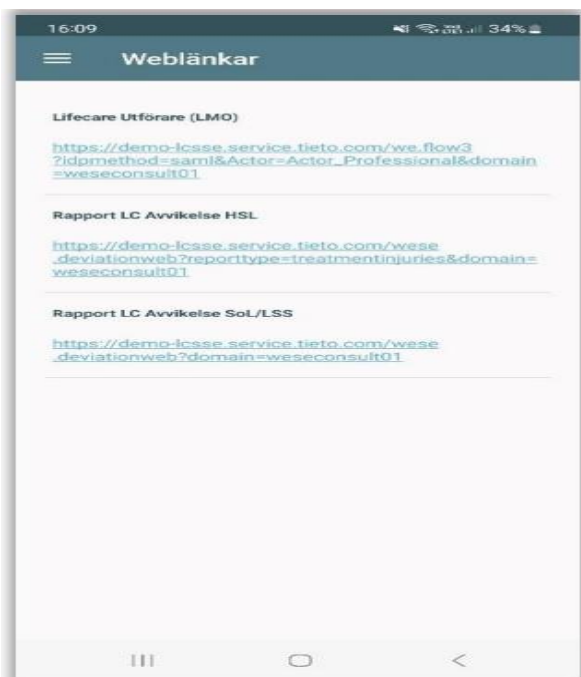 16:09 34%
Weblänkar
Lifecare Utförare (LMO)
https://demo-lcsse.service.tieto.com/we.flow3
?idpmethod=saml&Actor=Actor_Professional&domain
=weseconsult01
Rapport LC Avvikelse HSL
https://demo-lcsse.service.tieto.com/wese
.deviationweb?reporttype=treatmentinjuries&domain=
weseconsult01
Rapport LC Avvikelse SoL/LSS
https://demo-lcsse.service.tieto.com/wese
.deviationweb?domain=weseconsult01